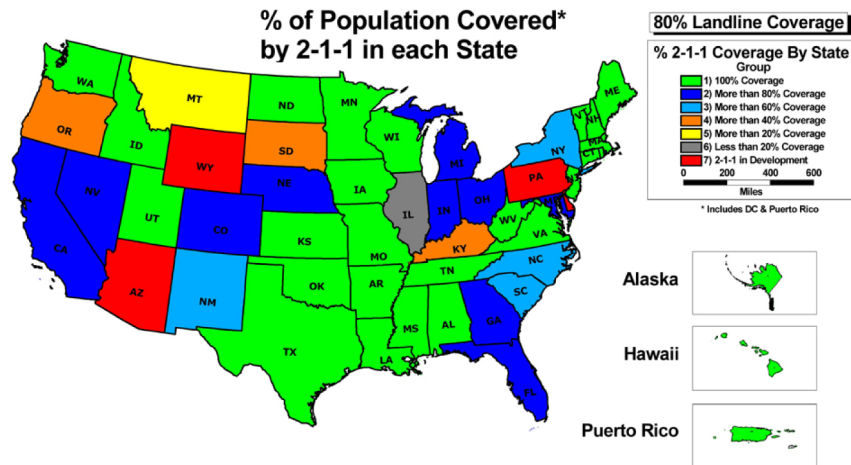 % of Population Covered*
by 2-1-1 in each State
80% Landline Coverage
% 2-1-1 Coverage By State
Group
1) 100% Coverage
2) More than 80% Coverage
3) More than 60% Coverage
4) More than 40% Coverage
5) More than 20% Coverage
6) Less than 20% Coverage
7) 2-1-1 in Development
0 200 400 600
Miles
* Includes DC & Puerto Rico
WA
MT
ND
MN
ME
VT
NH
OR
ID
SD
WI
NY
MA
CT
WY
MI
PA
NV
NE
IA
IL
IN
OH
UT
CO
WV
VA
CA
KS
MO
KY
NC
TN
AZ
NM
OK
AR
SC
MS
AL
GA
TX
LA
FL
Alaska
Hawaii
Puerto Rico